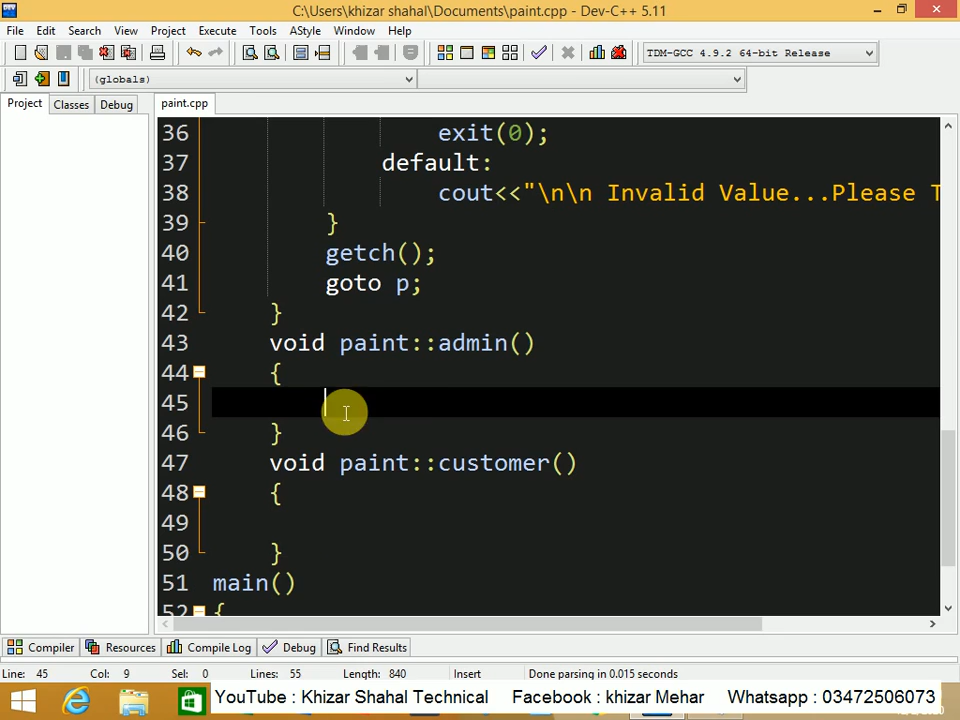 C:\Users\khizar shahal\Documents\paint.cpp - Dev-C++ 5.11
File Edit Search View Project Execute Tools AStyle Window Help
TDM-GCC 4.9.2 64-bit Release
(globals)
Project Classes Debug paint.cpp
36 exit(0);
37 default:
38 cout<<"\n\n Invalid Value...Please T
39 }
40 getch();
41 goto p;
42 }
43 void paint::admin()
44 {
45
46 }
47 void paint::customer()
48 {
49
50 }
51 main()
52 {
Compiler Resources Compile Log Debug Find Results
Line: 45 Col: 9 Sel: 0 Lines: 55 Length: 840 Insert Done parsing in 0.015 seconds
YouTube : Khizar Shahal Technical Facebook : khizar Mehar Whatsapp : 03472506073